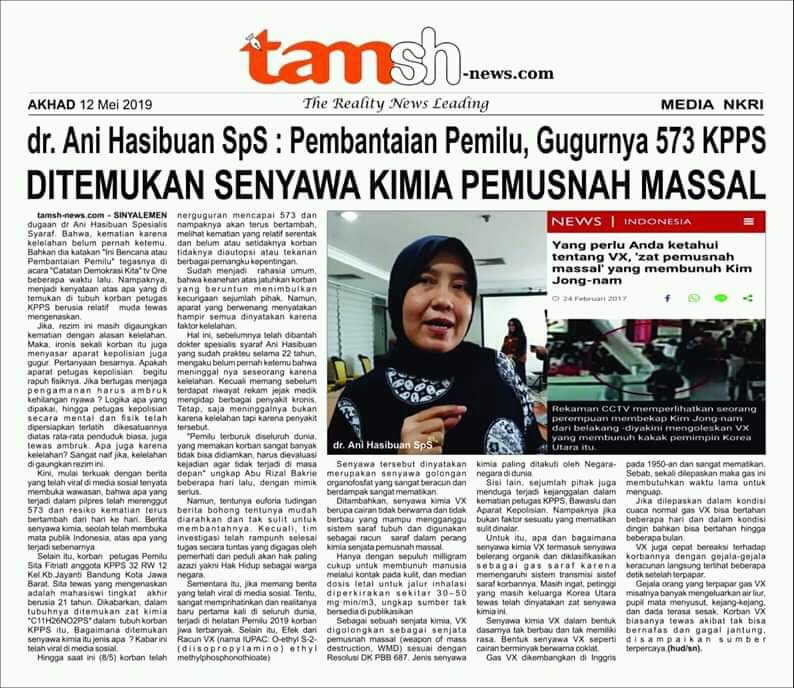 tamsh-news.com
AKHAD 12 Mei 2019
The Reality News Leading
MEDIA NKRI
dr. Ani Hasibuan SpS : Pembantaian Pemilu, Gugurnya 573 KPPS
DITEMUKAN SENYAWA KIMIA PEMUSNAH MASSAL
tamsh-news.com - SINYALEMEN
dugaan dr Ani Hasibuan Spesialis
Syaraf. Bahwa, kematian karena
kelelahan belum pernah ketemu.
Bahkan dia katakan "Ini Bencana atau
Pembantaian Pemilu" tegasnya di
acara "Catatan Demokrasi Kita" tv One
beberapa waktu lalu. Nampaknya,
menjadi kenyataan atas apa yang
di temukan di tubuh korban petugas
KPPS berusia relatif muda tewas
mengenaskan.
Jika, rezim ini masih digaungkan
kematian dengan alasan kelelahan.
Maka, ironis sekali korban itu juga
menyasar aparat kepolisian juga
gugur. Pertanyaan besarnya. Apakah
aparat petugas kepolisian begitu
rapuh fisiknya. Jika bertugas menjaga
pengamanan harus ambruk
kehilangan nyawa ? Logika apa yang
dipakai, hingga petugas kepolisian
secara mental dan fisik telah
dipersiapkan terlatih dikesatuannya
diatas rata-rata penduduk biasa, juga
tewas ambruk. Apa juga karena
kelelahan? Sangat naif jika, kelelahan
di gaungkan rezim ini.
Kini, mulai terkuak dengan berita
yang telah viral di media sosial tenyata
membuka wawasan, bahwa apa yang
terjadi dalam pilpres telah merenggut
573 dan resiko kematian terus
bertambah dari hari ke hari. Berita
senyawa kimia, seolah telah membuka
mata publik Indonesia, atas apa yang
terjadi sebenarnya.
Selain itu, korban petugas Pemilu
Sita Fitriatl anggota KPPS 32 RW 12
Kel.Kb.Jayanti Bandung Kota Jawa
Barat. Sita tewas yang mengenaskan
adalah mahasiswi tingkat akhir
berusia 21 tahun. Dikabarkan, dalam
tubuhnya ditemukan zat kimia
"C11H26NO2PS" dalam tubuh korban
KPPS itu, Bagaimana ditemukan
senyawa kimia itu jenis apa ? Kabar ini
telah viral di media sosial.
Hingga saat ini (8/5) korban telah
nerguguran mencapai 573 dan
nampaknya akan terus bertambah,
melihat kematian yang relatif serentak
dan belum atau setidaknya korban
tidaknya diautopsi atau tekanan
berbagai pemangku kepentingan.
Sudah menjadi rahasia umum,
bahwa keanehan atas jatuhkan korban
yang beruntun menimbulkan
kecurigaan sejumlah pihak. Namun,
aparat yang berwenang menyatakan
hampir semua dinyatakan karena
faktor kelelahan.
Hal ini, sebelumnya telah dibantah
dokter spesialis syaraf Ani Hasibuan
yang sudah prakteu selama 22 tahun,
mengaku belum pernah ketemu bahwa
meninggal nya seseorang karena
kelelahan. Kecuali memang sebelum
terdapat riwayat rekam jejak medik
mengidap berbagai penyakit kronis.
Tetap, saja meninggalnya bukan
karena kelelahan tapi karena penyakit
tersebut.
"Pemilu terburuk diseluruh dunia,
yang memakan korban sangat banyak
tidak bisa didiamkan, harus dievaluasi
kejadian agar tidak terjadi di masa
depan" ungkap Abu Rizal Bakrie
beberapa hari lalu, dengan mimik
serius.
Namun, tentunya euforia tudingan
berita bohong tentunya mudah
diarahkan dan tak sulit untuk
membantahnya. Kecuali, tim
investigasi telah rampuh selesai
tugas secara tuntas yang digagas oleh
pemerhati dan peduli akan hak paling
azazi yakni Hak Hidup sebagai warga
negara.
Sementara itu, jika memang berita
yang telah viral di media sosial. Tentu,
sangat memprihatinkan dan realitanya
baru pertama kali di seluruh dunia,
terjadi di helatan Pemilu 2019 korban
jiwa berjatuhan. Selain itu, Efek dari
Racun VX (nama IUPAC: O-ethyl S-2-
(diisopropylamino) ethyl
methylphosphonothioate)
dr. Ani Hasibuan SpS
NEWS | INDONESIA
Yang perlu Anda ketahui
tentang VX, 'zat pemusnah
massal' yang membunuh Kim
Jong-nam
24 Februari 2017
Rekaman CCTV memperlihatkan seorang
perempuan membekap Kim Jong-nam
dari belakang -diyakini mengoleskan VX
yang membunuh kakak pemimpin Korea
Utara itu.
Senyawa tersebut dinyatakan
merupakan senyawa golongan
organofosfat yang sangat beracun dan
berdampak sangat mematikan.
Ditambahkan, senyawa kimia VX
berupa cairan tidak berwarna dan tidak
berbau yang mampu mengganggu
sistem saraf tubuh dan digunakan
sebagai racun saraf dalam perang
kimia senjata pemusnah massal.
Hanya dengan sepuluh milligram
cukup untuk membunuh manusia
melalui kontak pada kulit, dan median
dosis letal untuk jalur inhalasi
diperkirakan sekitar 30–50
mg min/m3, ungkap sumber tak
bersedia di publikasikan
Sebagai sebuah senjata kimia, VX
digolongkan sebagai senjata
pemusnah massal (weapon of mass
destruction, WMD) sesuai dengan
Resolusi DK PBB 687. Jenis senyawa
kimia paling ditakuti oleh Negara-
negara di dunia.
Sisi lain, sejumlah pihak juga
menduga terjadi kejanggalan dalam
kematian petugas KPPS, Bawaslu dan
Aparat Kepolisian. Nampaknya jika
bukan faktor sesuatu yang mematikan
sulit dinalar.
Untuk itu, apa dan bagaimana
senyawa kimia VX termasuk senyawa
belerang organik dan diklasifikasikan
sebagai gas saraf karena
memengaruhi sistem transmisi sistef
saraf korbannya. Masih ingat, petinggi
yang masih keluarga Korea Utara
tewas telah dinyatakan zat senyawa
kimia ini.
Senyawa kimia VX dalam bentuk
dasarnya tak berbau dan tak memiliki
rasa. Bentuk senyawa VX seperti
cairan berminyak berwarna coklat.
Gas VX dikembangkan di Inggris
pada 1950-an dan sangat mematikan.
Sebab, sekali dilepaskan maka gas ini
membutuhkan waktu lama untuk
menguap.
Jika dilepaskan dalam kondisi
cuaca normal gas VX bisa bertahan
beberapa hari dan dalam kondisi
dingin bahkan bisa bertahan hingga
beberapa bulan.
VX juga cepat bereaksi terhadap
korbannya dengan gejala-gejala
keracunan langsung terlihat beberapa
detik setelah terpapar.
Gejala orang yang terpapar gas VX
misalnya banyak mengeluarkan air liur,
pupil mata menyusut, kejang-kejang,
dan dada terasa sesak. Korban VX
biasanya tewas akibat tak bisa
bernafas dan gagal jantung,
disampaikan sumber
terpercaya.(hud/sn).